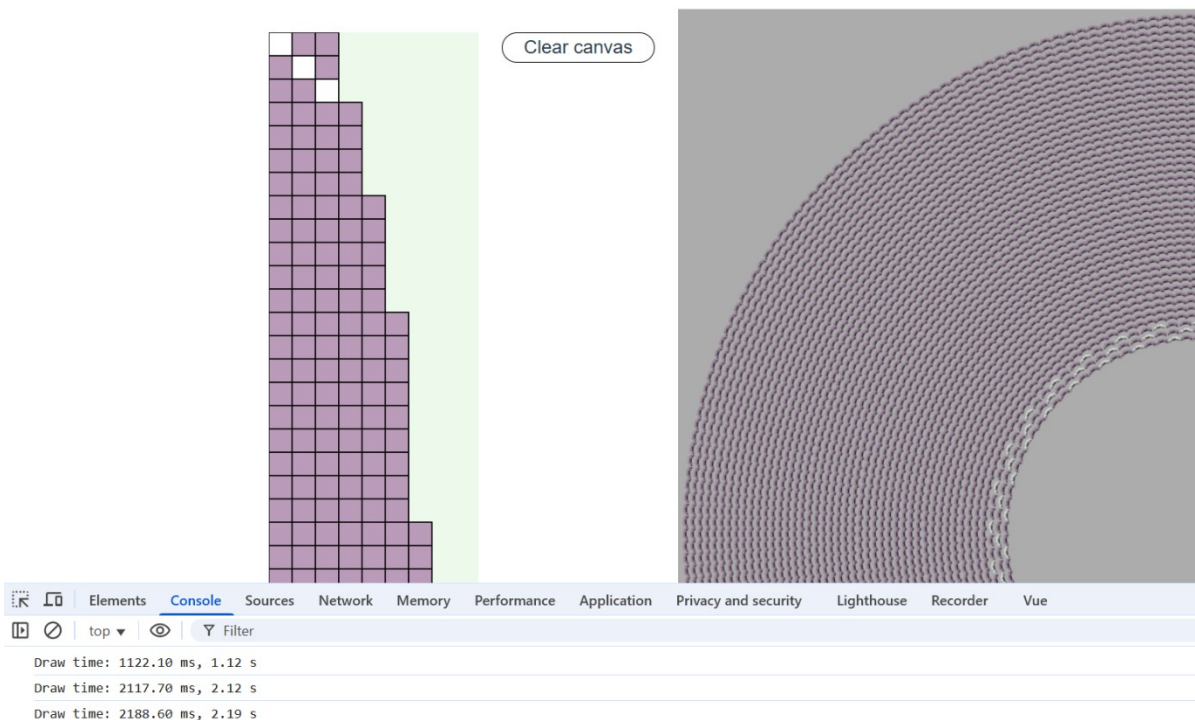 Clear canvas
Elements Console Sources Network Memory Performance Application Privacy and security Lighthouse Recorder Vue
top Filter
Draw time: 1122.10 ms, 1.12 s
Draw time: 2117.70 ms, 2.12 s
Draw time: 2188.60 ms, 2.19 s